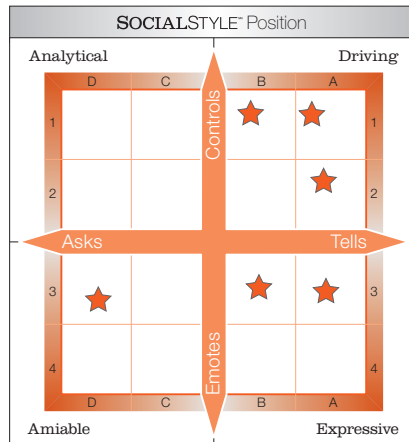 SOCIALSTYLE™ Position
Analytical Driving
D C B A
1 1
Controls
2 2
Asks Tells
3 3
Emotes
4 4
D C B A
Amiable Expressive